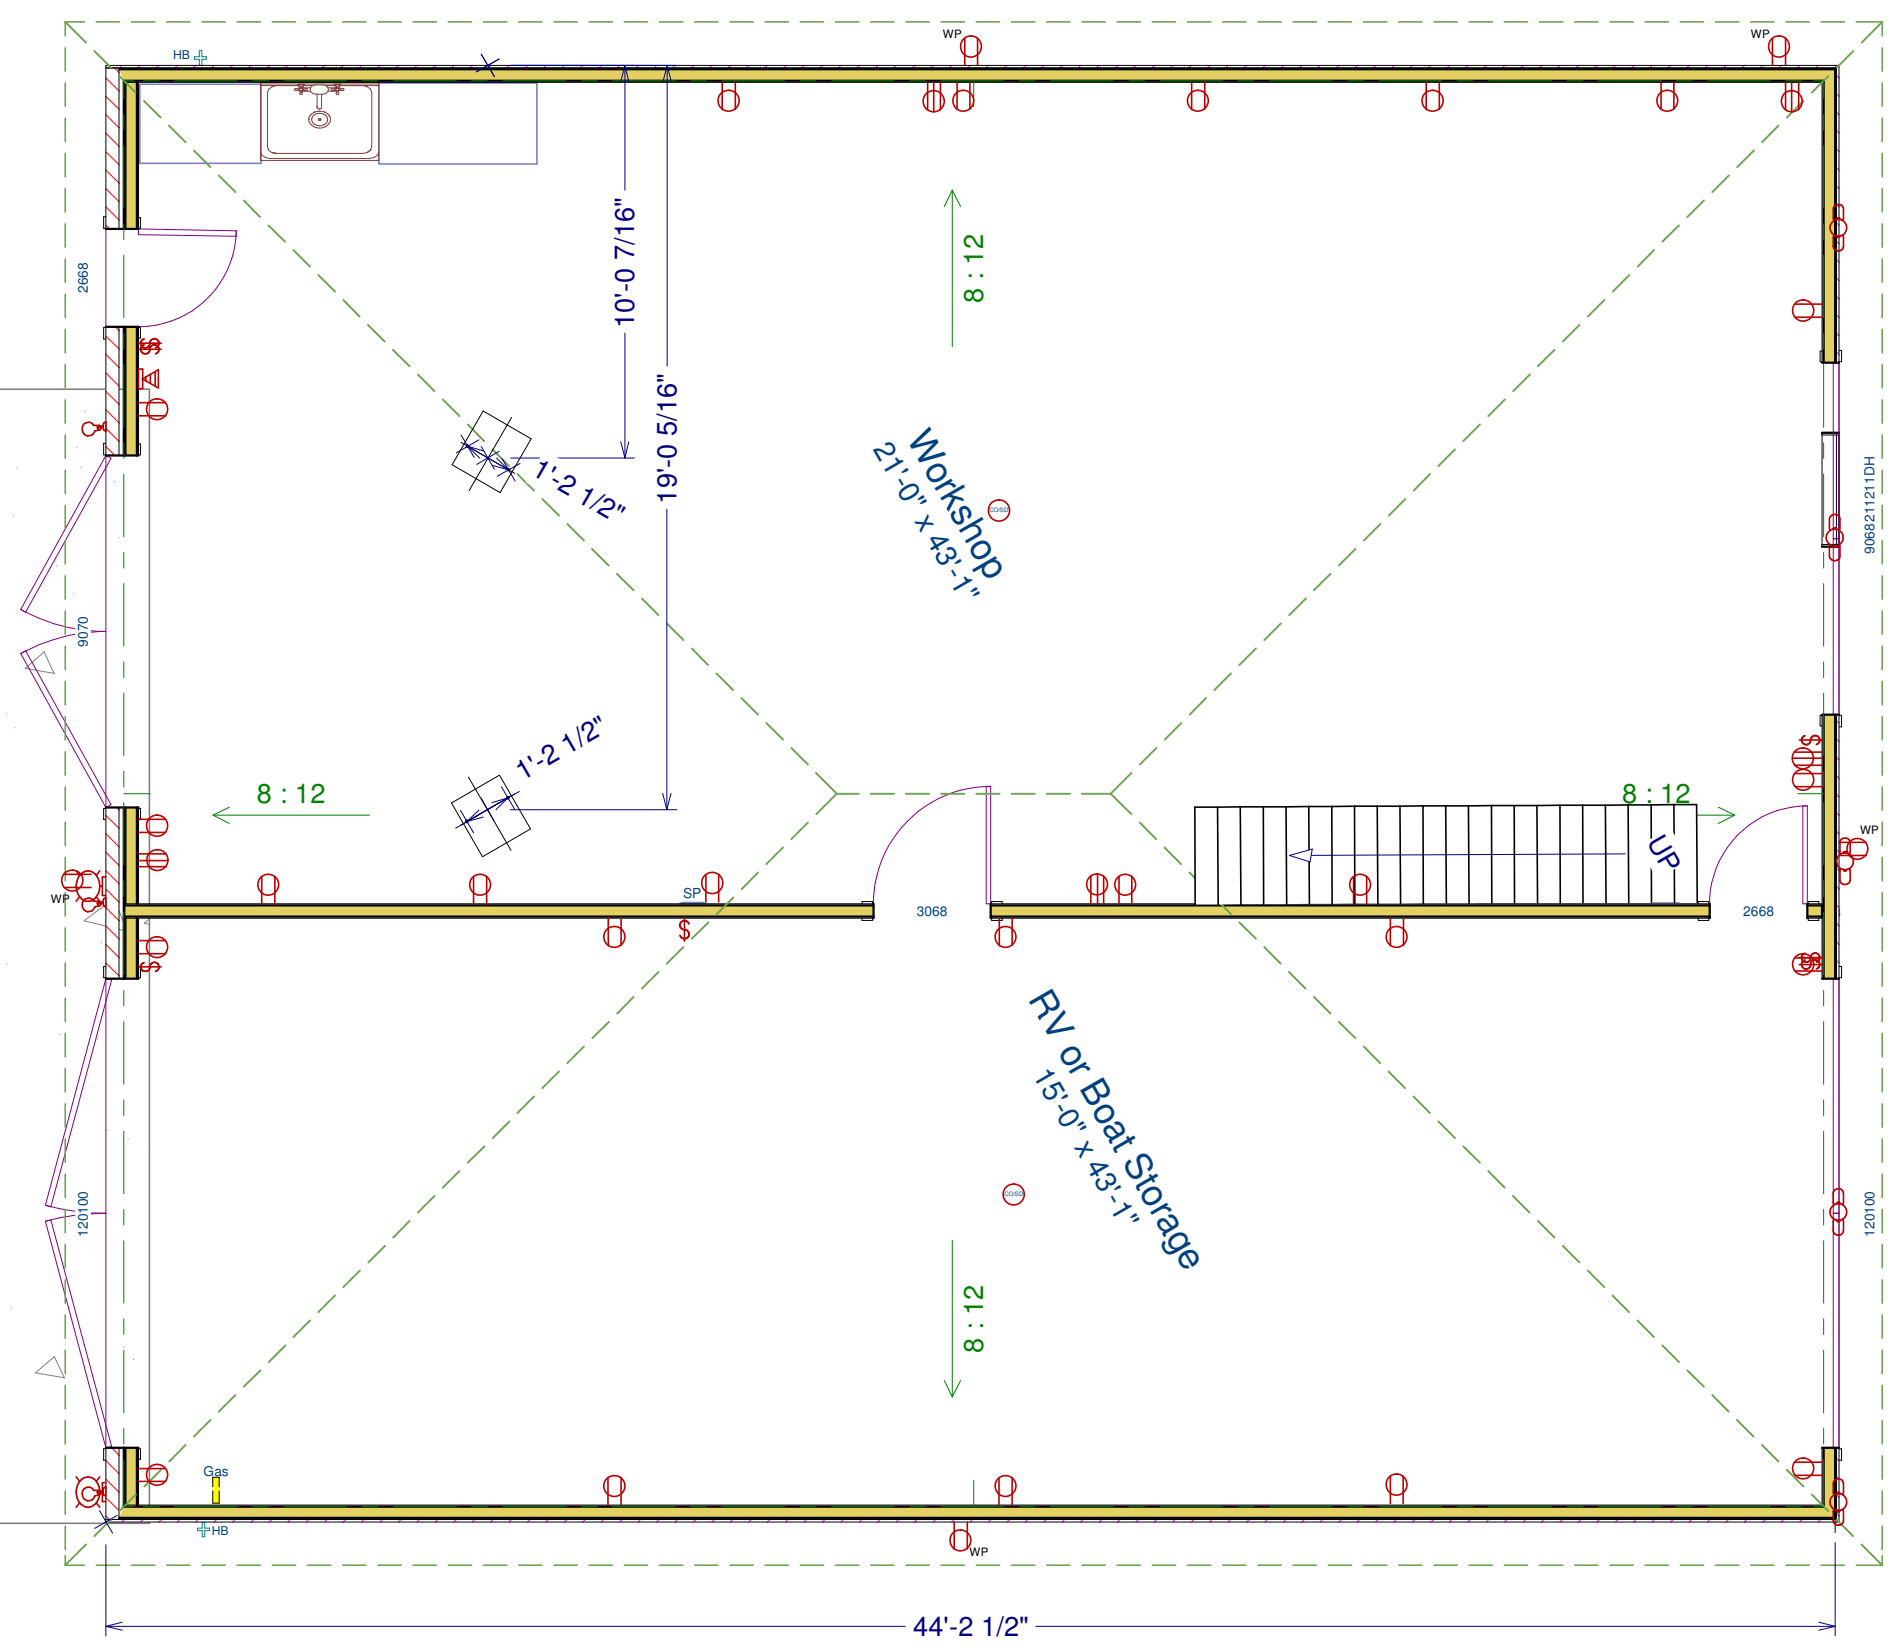 WP
WP
HB
2668
10'-0 7/16"
8 : 12
19'-0 5/16"
Workshop
21'-0" x 43'-1"
CO/SD
1'-2 1/2"
9068211211DH
9070
1'-2 1/2"
8 : 12
8 : 12
UP
WP
SP
WP
3068
2668
$
$
$
RV or Boat Storage
15'-0" x 43'-1"
CO/SD
120100
120100
8 : 12
Gas
HB
WP
44'-2 1/2"